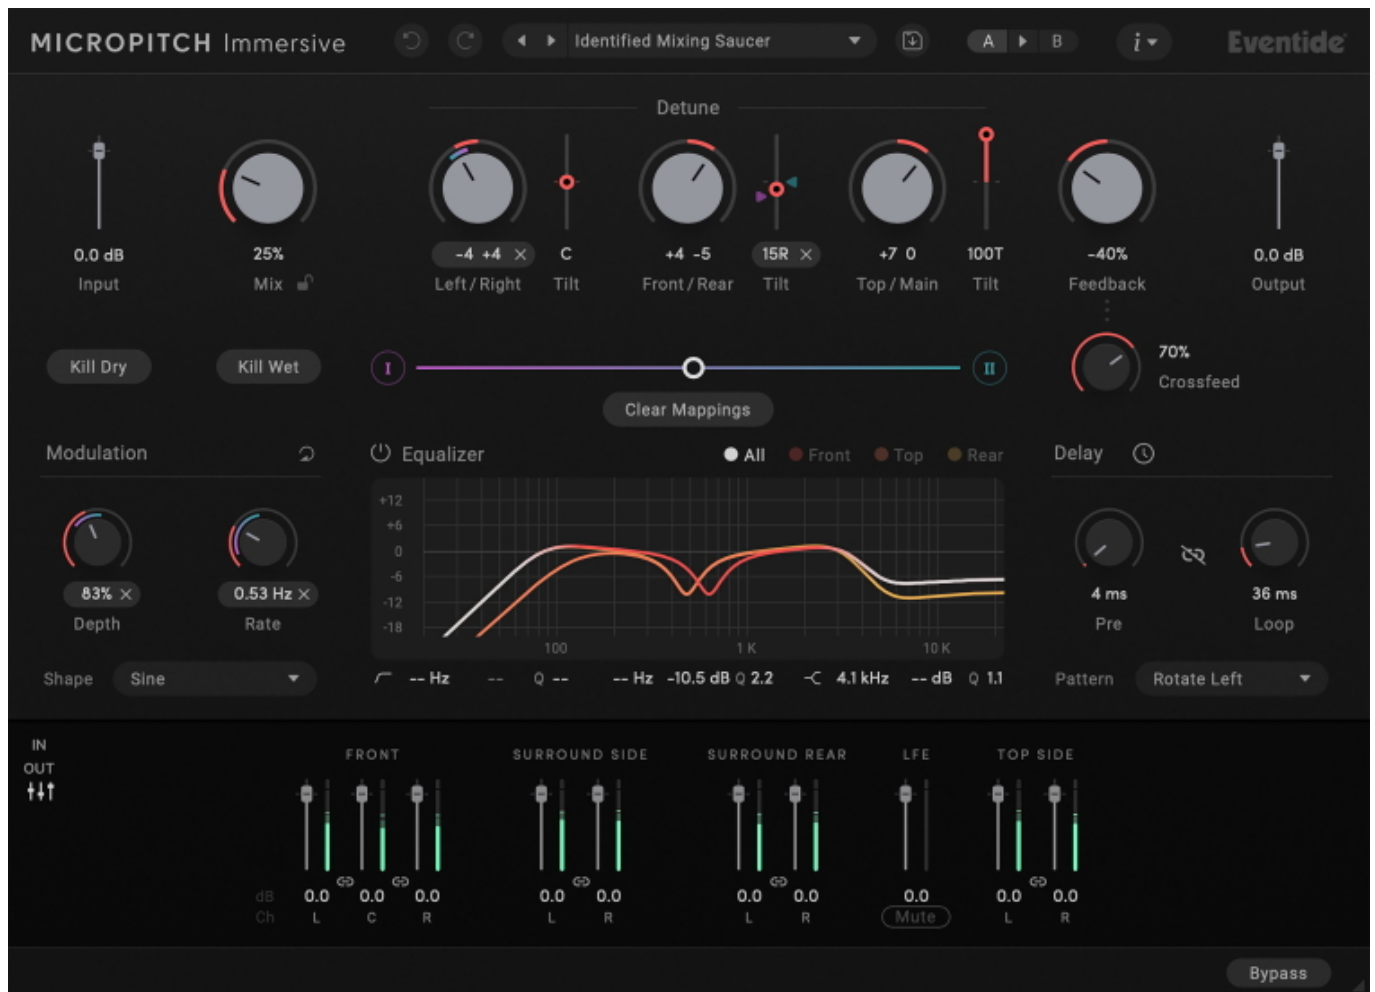 MICROPITCH Immersive
Identified Mixing Saucer
A B
i
Eventide
Detune
0.0 dB
Input
25%
Mix
-4 +4 ×
Left / Right
C
Tilt
+4 -5
Front / Rear
15R ×
Tilt
+7 0
Top / Main
100T
Tilt
-40%
Feedback
0.0 dB
Output
Kill Dry
Kill Wet
I
II
Clear Mappings
70%
Crossfeed
Modulation
83% ×
Depth
0.53 Hz ×
Rate
Shape Sine
Equalizer
All Front Top Rear
+12
+6
0
-6
-12
-18
100 1 K 10 K
-- Hz -- Q -- -- Hz -10.5 dB Q 2.2 4.1 kHz -- dB Q 1.1
Delay
4 ms
Pre
36 ms
Loop
Pattern Rotate Left
IN
OUT
FRONT SURROUND SIDE SURROUND REAR LFE TOP SIDE
dB 0.0 0.0 0.0 0.0 0.0 0.0 0.0 0.0 0.0 0.0
Ch L C R L R L R Mute L R
Bypass